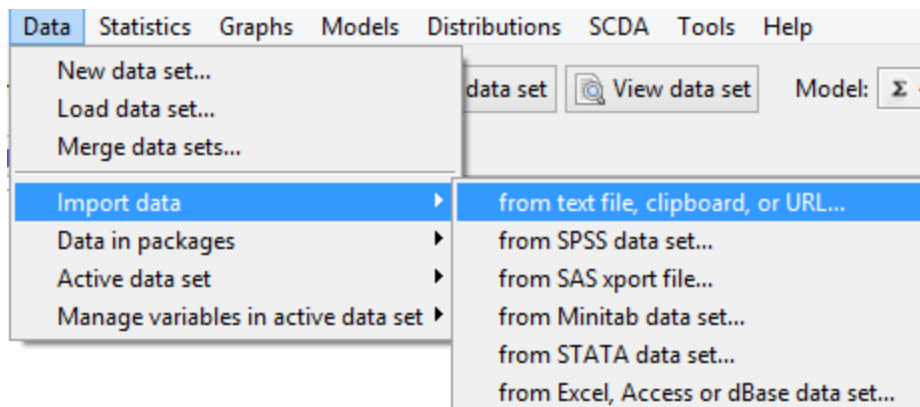 Data Statistics Graphs Models Distributions SCDA Tools Help
New data set...
data set View data set Model: Σ
Load data set...
Merge data sets...
Import data
from text file, clipboard, or URL...
Data in packages
from SPSS data set...
Active data set
from SAS xport file...
Manage variables in active data set
from Minitab data set...
from STATA data set...
from Excel, Access or dBase data set...